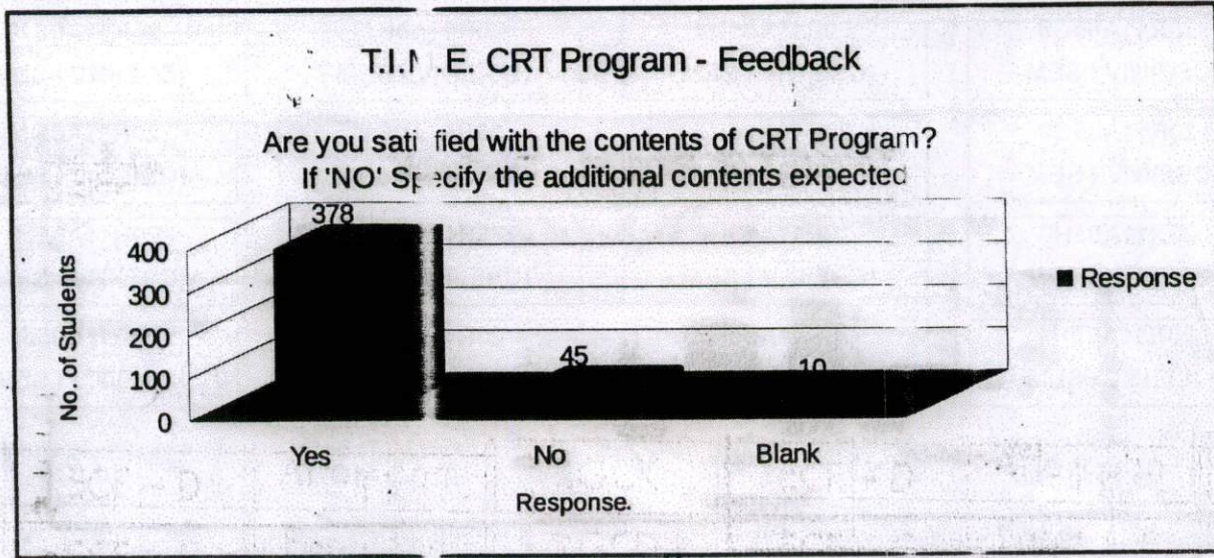 T.I.M.E. CRT Program - Feedback
Are you satisfied with the contents of CRT Program?
If 'NO' Specify the additional contents expected
378
45
10
400
300
200
100
0
No. of Students
Response
Yes No Blank
Response.